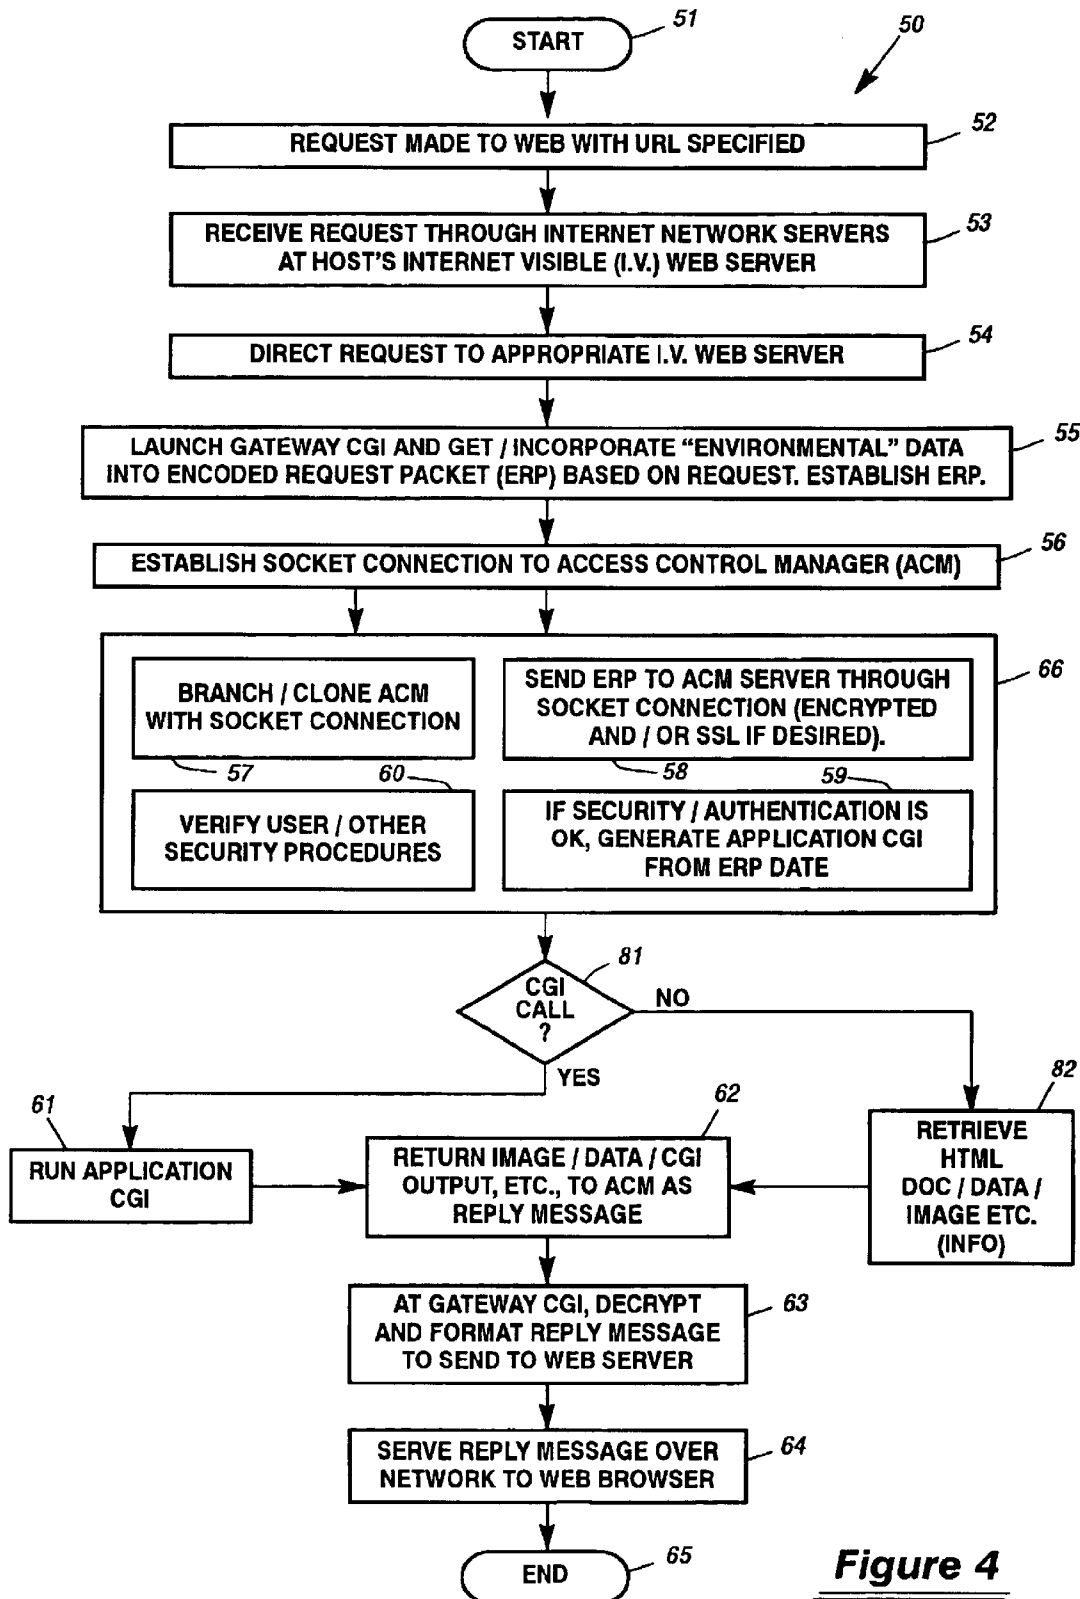 START
51
50
REQUEST MADE TO WEB WITH URL SPECIFIED
52
RECEIVE REQUEST THROUGH INTERNET NETWORK SERVERS
AT HOST'S INTERNET VISIBLE (I.V.) WEB SERVER
53
DIRECT REQUEST TO APPROPRIATE I.V. WEB SERVER
54
LAUNCH GATEWAY CGI AND GET / INCORPORATE “ENVIRONMENTAL” DATA
INTO ENCODED REQUEST PACKET (ERP) BASED ON REQUEST. ESTABLISH ERP.
55
ESTABLISH SOCKET CONNECTION TO ACCESS CONTROL MANAGER (ACM)
56
BRANCH / CLONE ACM
WITH SOCKET CONNECTION
57
SEND ERP TO ACM SERVER THROUGH
SOCKET CONNECTION (ENCRYPTED
AND / OR SSL IF DESIRED).
58
66
60
VERIFY USER / OTHER
SECURITY PROCEDURES
59
IF SECURITY / AUTHENTICATION IS
OK, GENERATE APPLICATION CGI
FROM ERP DATE
81
CGI
CALL
?
NO
YES
61
RUN APPLICATION
CGI
62
RETURN IMAGE / DATA / CGI
OUTPUT, ETC., TO ACM AS
REPLY MESSAGE
82
RETRIEVE
HTML
DOC / DATA /
IMAGE ETC.
(INFO)
AT GATEWAY CGI, DECRYPT
AND FORMAT REPLY MESSAGE
TO SEND TO WEB SERVER
63
SERVE REPLY MESSAGE OVER
NETWORK TO WEB BROWSER
64
END
65
Figure 4